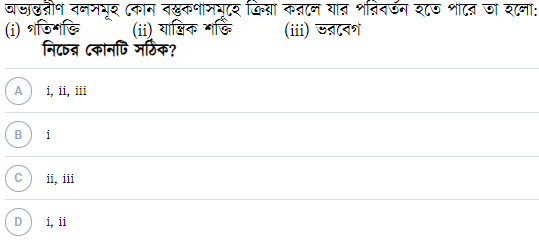 অভ্যন্তরীণ বলসমূহ কোন বস্তুকণাসমূহে ক্রিয়া করলে যার পরিবর্তন হতে পারে তা হলো:
(i) গতিশক্তি (ii) যান্ত্রিক শক্তি (iii) ভরবেগ
নিচের কোনটি সঠিক?
A i, ii, iii
B i
C ii, iii
D i, ii